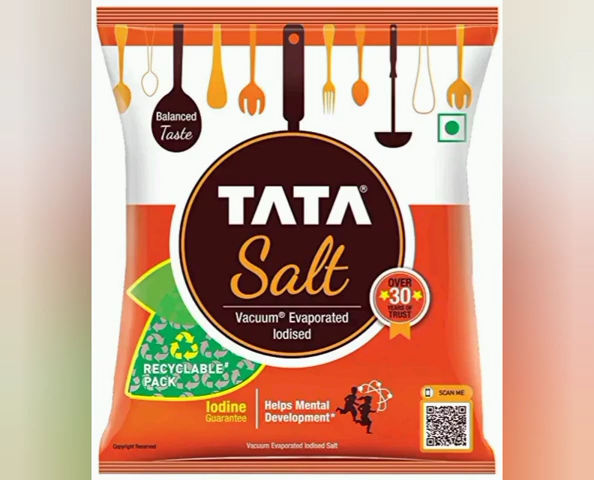 Balanced
Taste
TATA®
Salt
Vacuum® Evaporated
Iodised
OVER
30
YEARS OF
TRUST
RECYCLABLE*
PACK
Iodine
Guarantee
Helps Mental
Development*
SCAN ME
Copyright Reserved
Vacuum Evaporated Iodised Salt